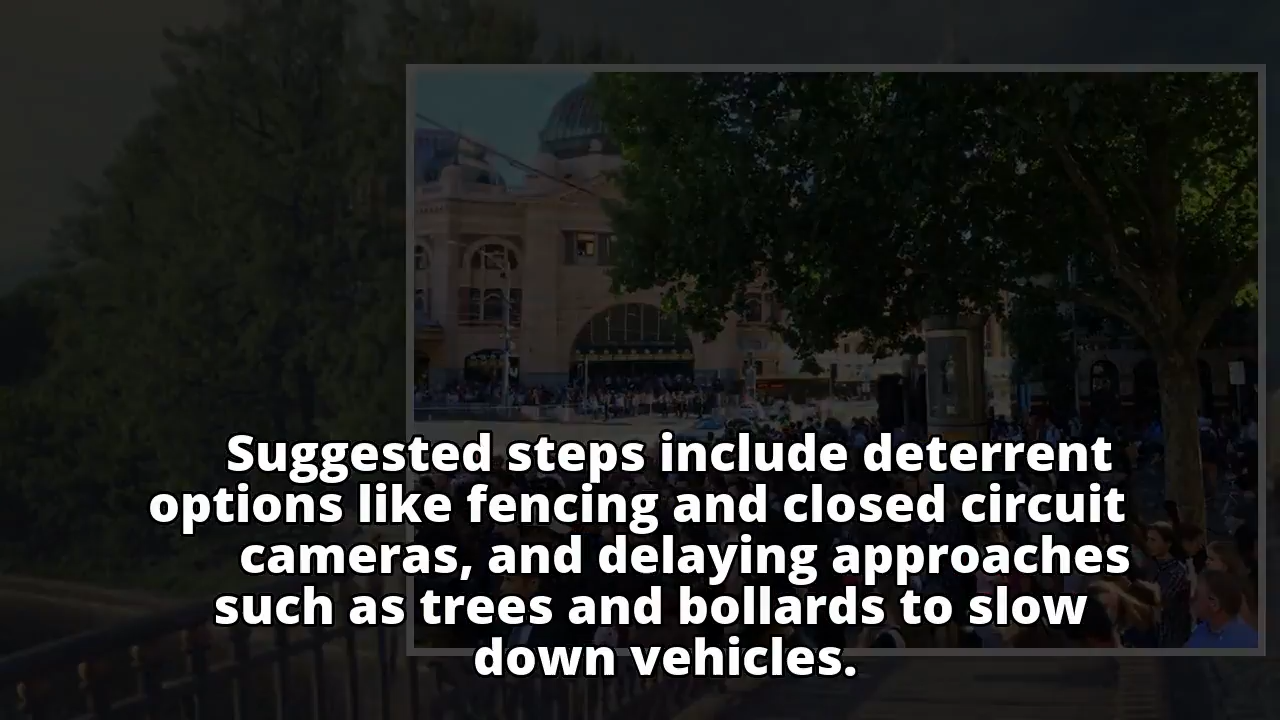 Suggested steps include deterrent
options like fencing and closed circuit
cameras, and delaying approaches
such as trees and bollards to slow
down vehicles.